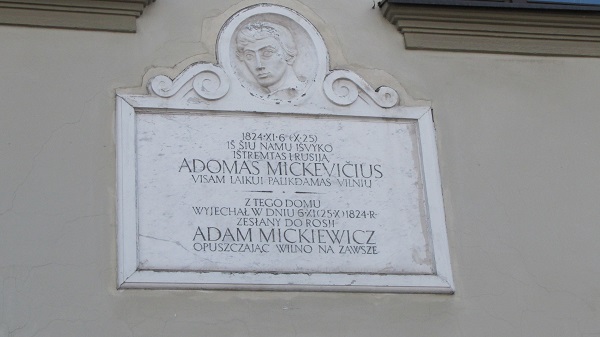 1824·XI·6·(X·25)
IŠ ŠIŲ NAMŲ IŠVYKO
IŠTREMTAS Į RUSIJĄ
ADOMAS MICKEVIČIUS
VISAM LAIKUI PALIKDAMAS VILNIŲ
Z TEGO DOMU
WYJECHAŁ W DNIU 6·XI(25·X)1824·R·
ZESŁANY DO ROSJI
ADAM MICKIEWICZ
OPUSZCZAJĄC WILNO NA ZAWSZE